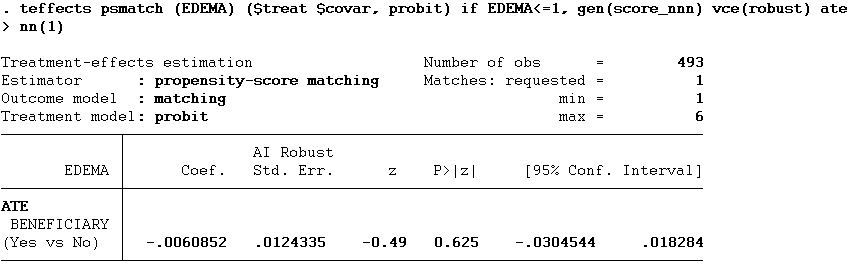 . teffects psmatch (EDEMA) ($treat $covar, probit) if EDEMA<=1, gen(score_nnn) vce(robust) ate
> nn(1)
Treatment-effects estimation Number of obs = 493
Estimator : propensity-score matching Matches: requested = 1
Outcome model : matching min = 1
Treatment model: probit max = 6
AI Robust
EDEMA Coef. Std. Err. z P>|z| [95% Conf. Interval]
ATE
BENEFICIARY
(Yes vs No) -.0060852 .0124335 -0.49 0.625 -.0304544 .018284